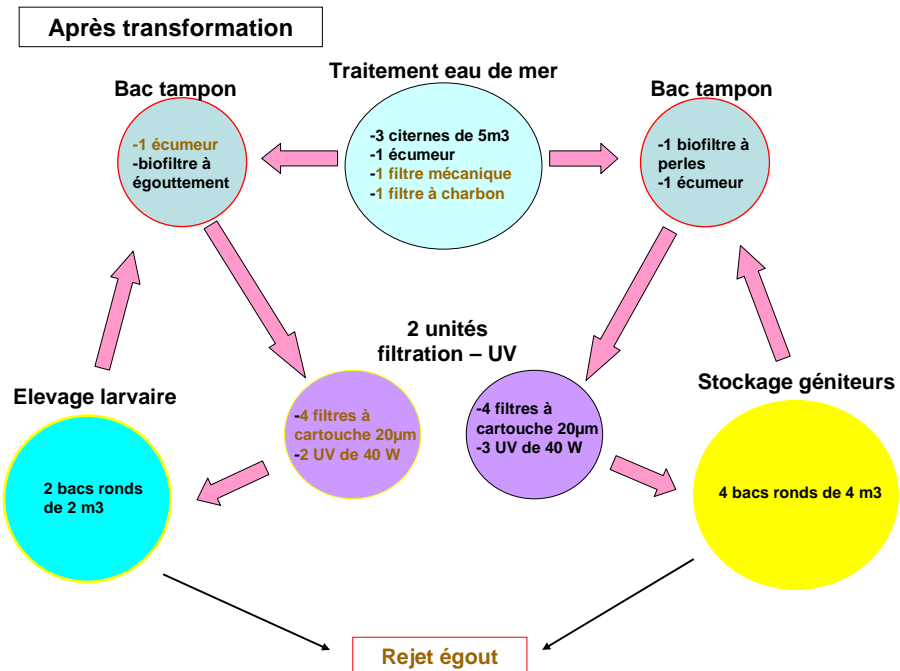 Après transformation
Traitement eau de mer
Bac tampon
Bac tampon
-1 écumeur
-biofiltre à
égouttement
-3 citernes de 5m3
-1 écumeur
-1 filtre mécanique
-1 filtre à charbon
-1 biofiltre à
perles
-1 écumeur
2 unités
filtration – UV
Elevage larvaire
Stockage géniteurs
-4 filtres à
cartouche 20µm
-2 UV de 40 W
-4 filtres à
cartouche 20µm
-3 UV de 40 W
2 bacs ronds
de 2 m3
4 bacs ronds de 4 m3
Rejet égout